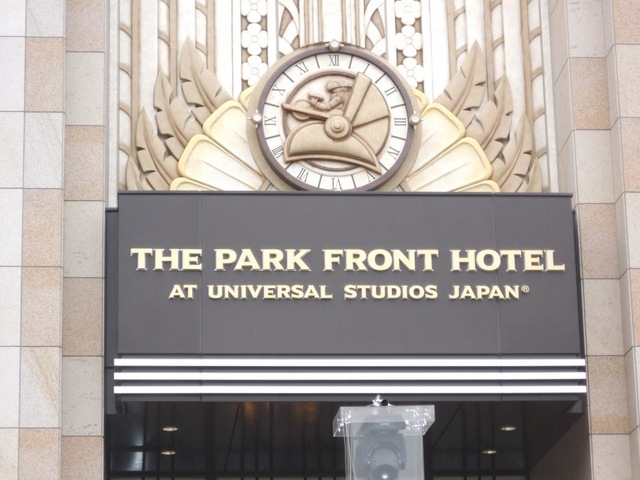 THE PARK FRONT HOTEL
AT UNIVERSAL STUDIOS JAPAN®